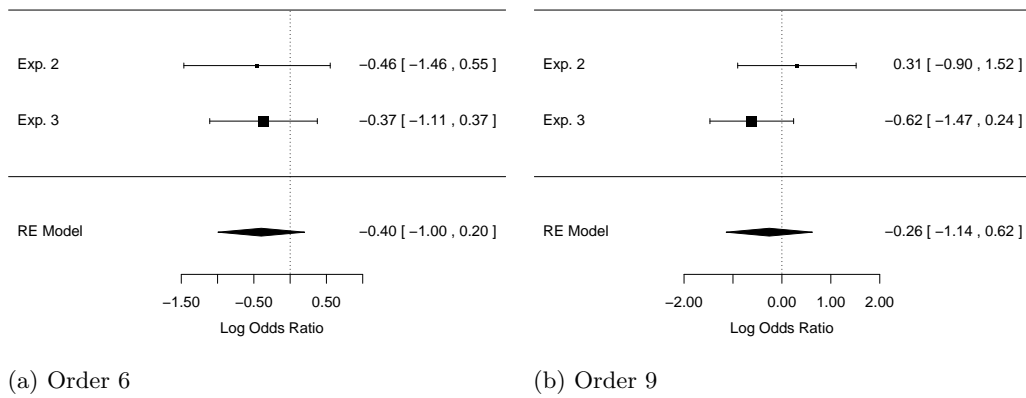 Exp. 2 −0.46 [ −1.46 , 0.55 ]
Exp. 3 −0.37 [ −1.11 , 0.37 ]
RE Model −0.40 [ −1.00 , 0.20 ]
−1.50 −0.50 0.50
Log Odds Ratio
(a) Order 6
Exp. 2 0.31 [ −0.90 , 1.52 ]
Exp. 3 −0.62 [ −1.47 , 0.24 ]
RE Model −0.26 [ −1.14 , 0.62 ]
−2.00 0.00 1.00 2.00
Log Odds Ratio
(b) Order 9